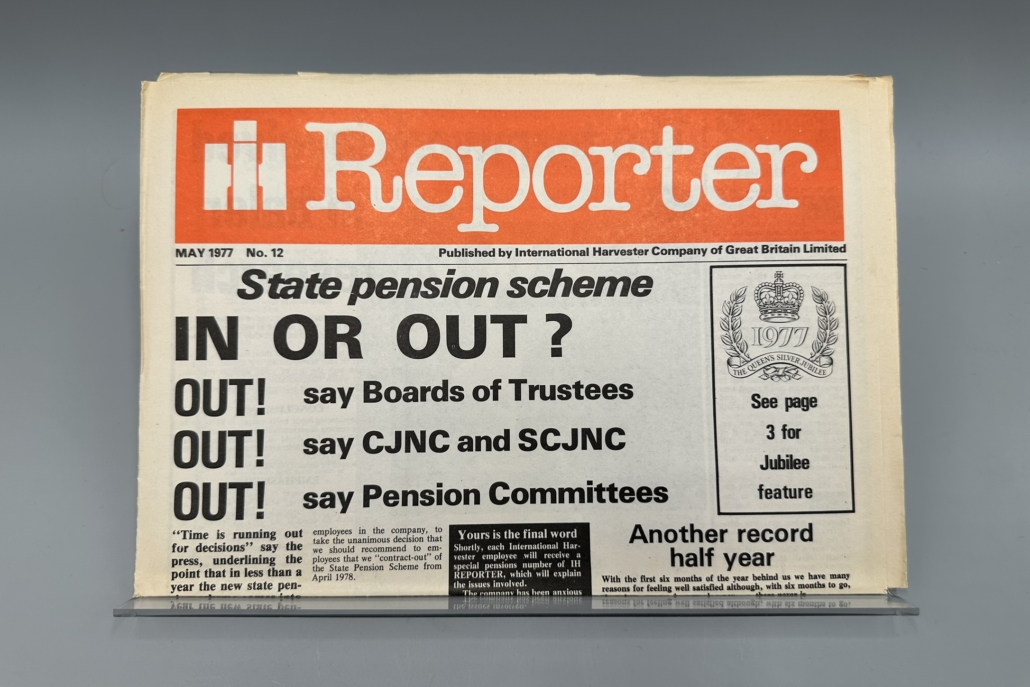 IH Reporter
MAY 1977 No. 12
Published by International Harvester Company of Great Britain Limited
State pension scheme
IN OR OUT ?
OUT! say Boards of Trustees
OUT! say CJNC and SCJNC
OUT! say Pension Committees
1977
THE QUEEN'S SILVER JUBILEE
See page
3 for
Jubilee
feature
"Time is running out
for decisions" say the
press, underlining the
point that in less than a
year the new state pen-
employees in the company, to
take the unanimous decision that
we should recommend to em-
ployees that we "contract-out" of
the State Pension Scheme from
April 1978.
Yours is the final word
Shortly, each International Har-
vester employee will receive a
special pensions number of IH
REPORTER, which will explain
the issues involved.
The company has been anxious
Another record
half year
With the first six months of the year behind us we have many
reasons for feeling well satisfied although, with six months to go,